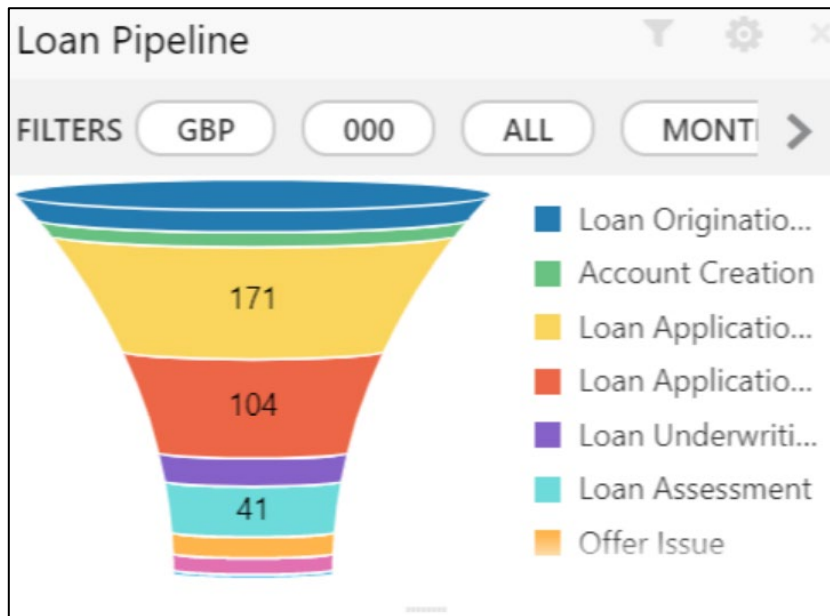 Loan Pipeline
FILTERS GBP 000 ALL MONT
171
104
41
Loan Originatio...
Account Creation
Loan Applicatio...
Loan Applicatio...
Loan Underwriti...
Loan Assessment
Offer Issue